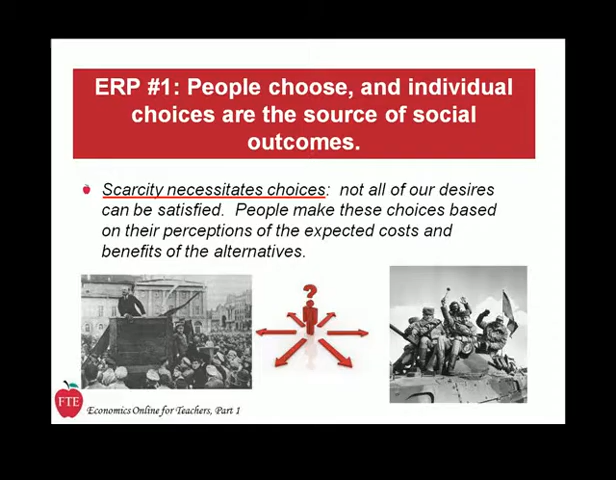 ERP #1: People choose, and individual
choices are the source of social
outcomes.
Scarcity necessitates choices: not all of our desires
can be satisfied. People make these choices based
on their perceptions of the expected costs and
benefits of the alternatives.
?
FTE
Economics Online for Teachers, Part 1